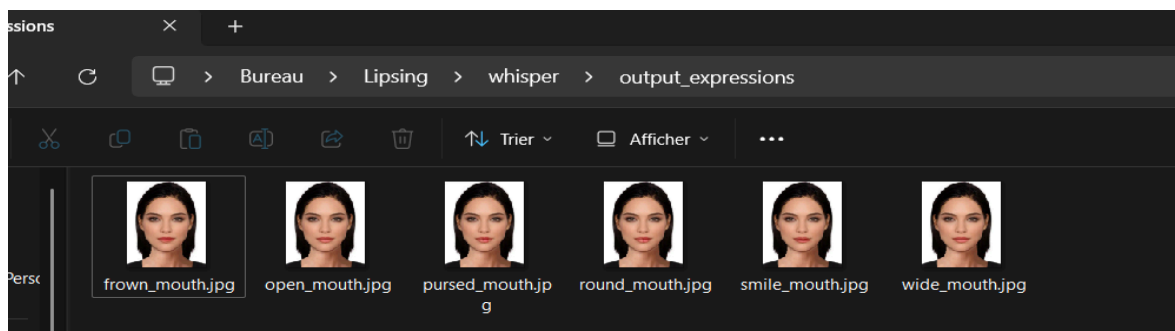 ssions
Bureau > Lipsing > whisper > output_expressions
Trier Afficher
Perso
frown_mouth.jpg open_mouth.jpg pursed_mouth.jp round_mouth.jpg smile_mouth.jpg wide_mouth.jpg
g